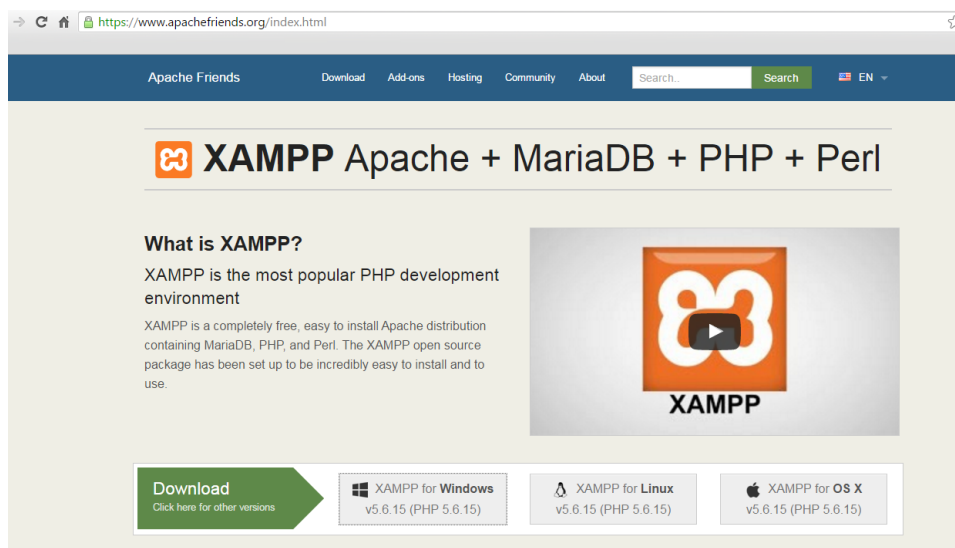 https://www.apachefriends.org/index.html
Apache Friends Download Add-ons Hosting Community About Search.. Search EN
XAMPP Apache + MariaDB + PHP + Perl
What is XAMPP?
XAMPP is the most popular PHP development
environment
XAMPP is a completely free, easy to install Apache distribution
containing MariaDB, PHP, and Perl. The XAMPP open source
package has been set up to be incredibly easy to install and to
use.
XAMPP
Download
Click here for other versions
XAMPP for Windows
v5.6.15 (PHP 5.6.15)
XAMPP for Linux
v5.6.15 (PHP 5.6.15)
XAMPP for OS X
v5.6.15 (PHP 5.6.15)